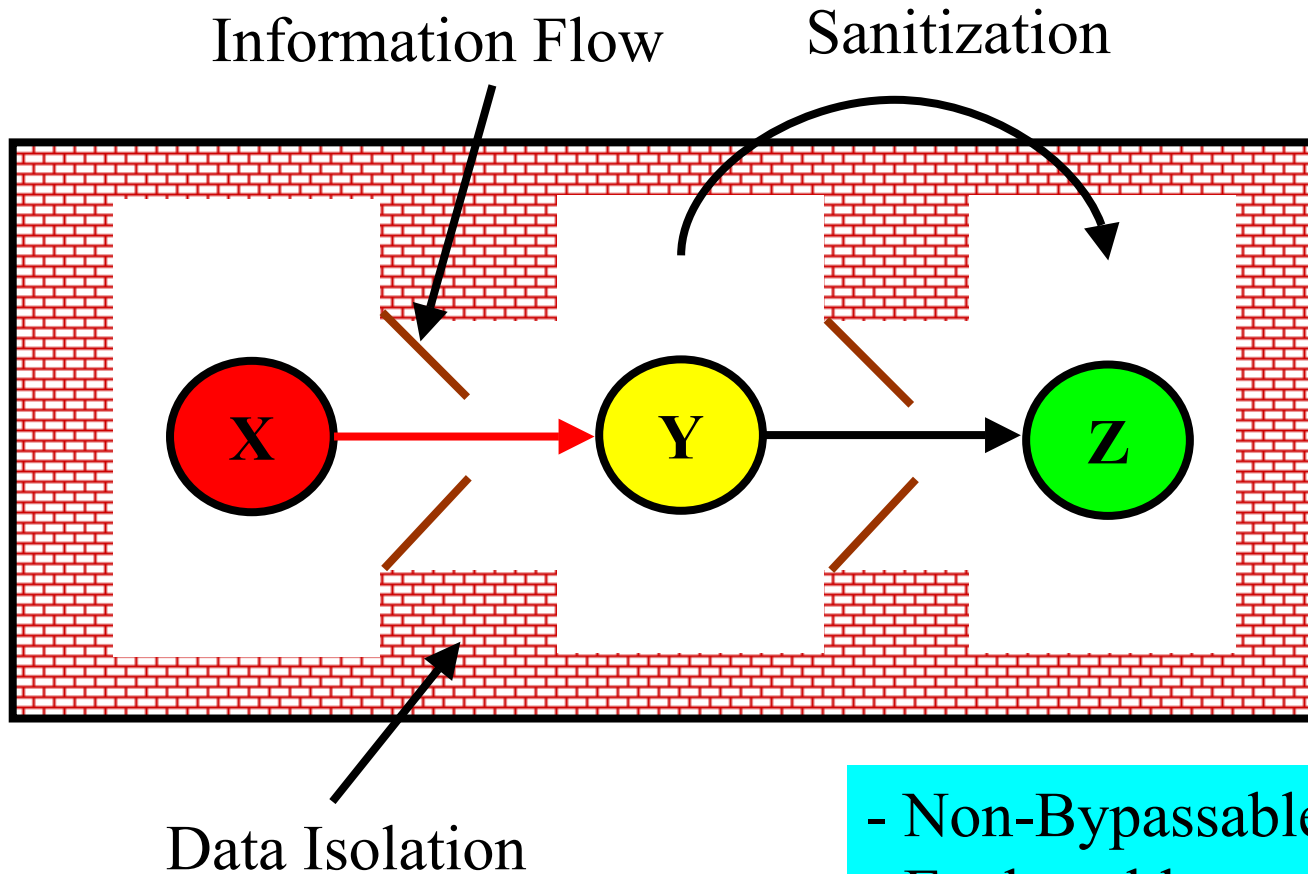 Information Flow
Sanitization
X
Y
Z
Data Isolation
- Non-Bypassable